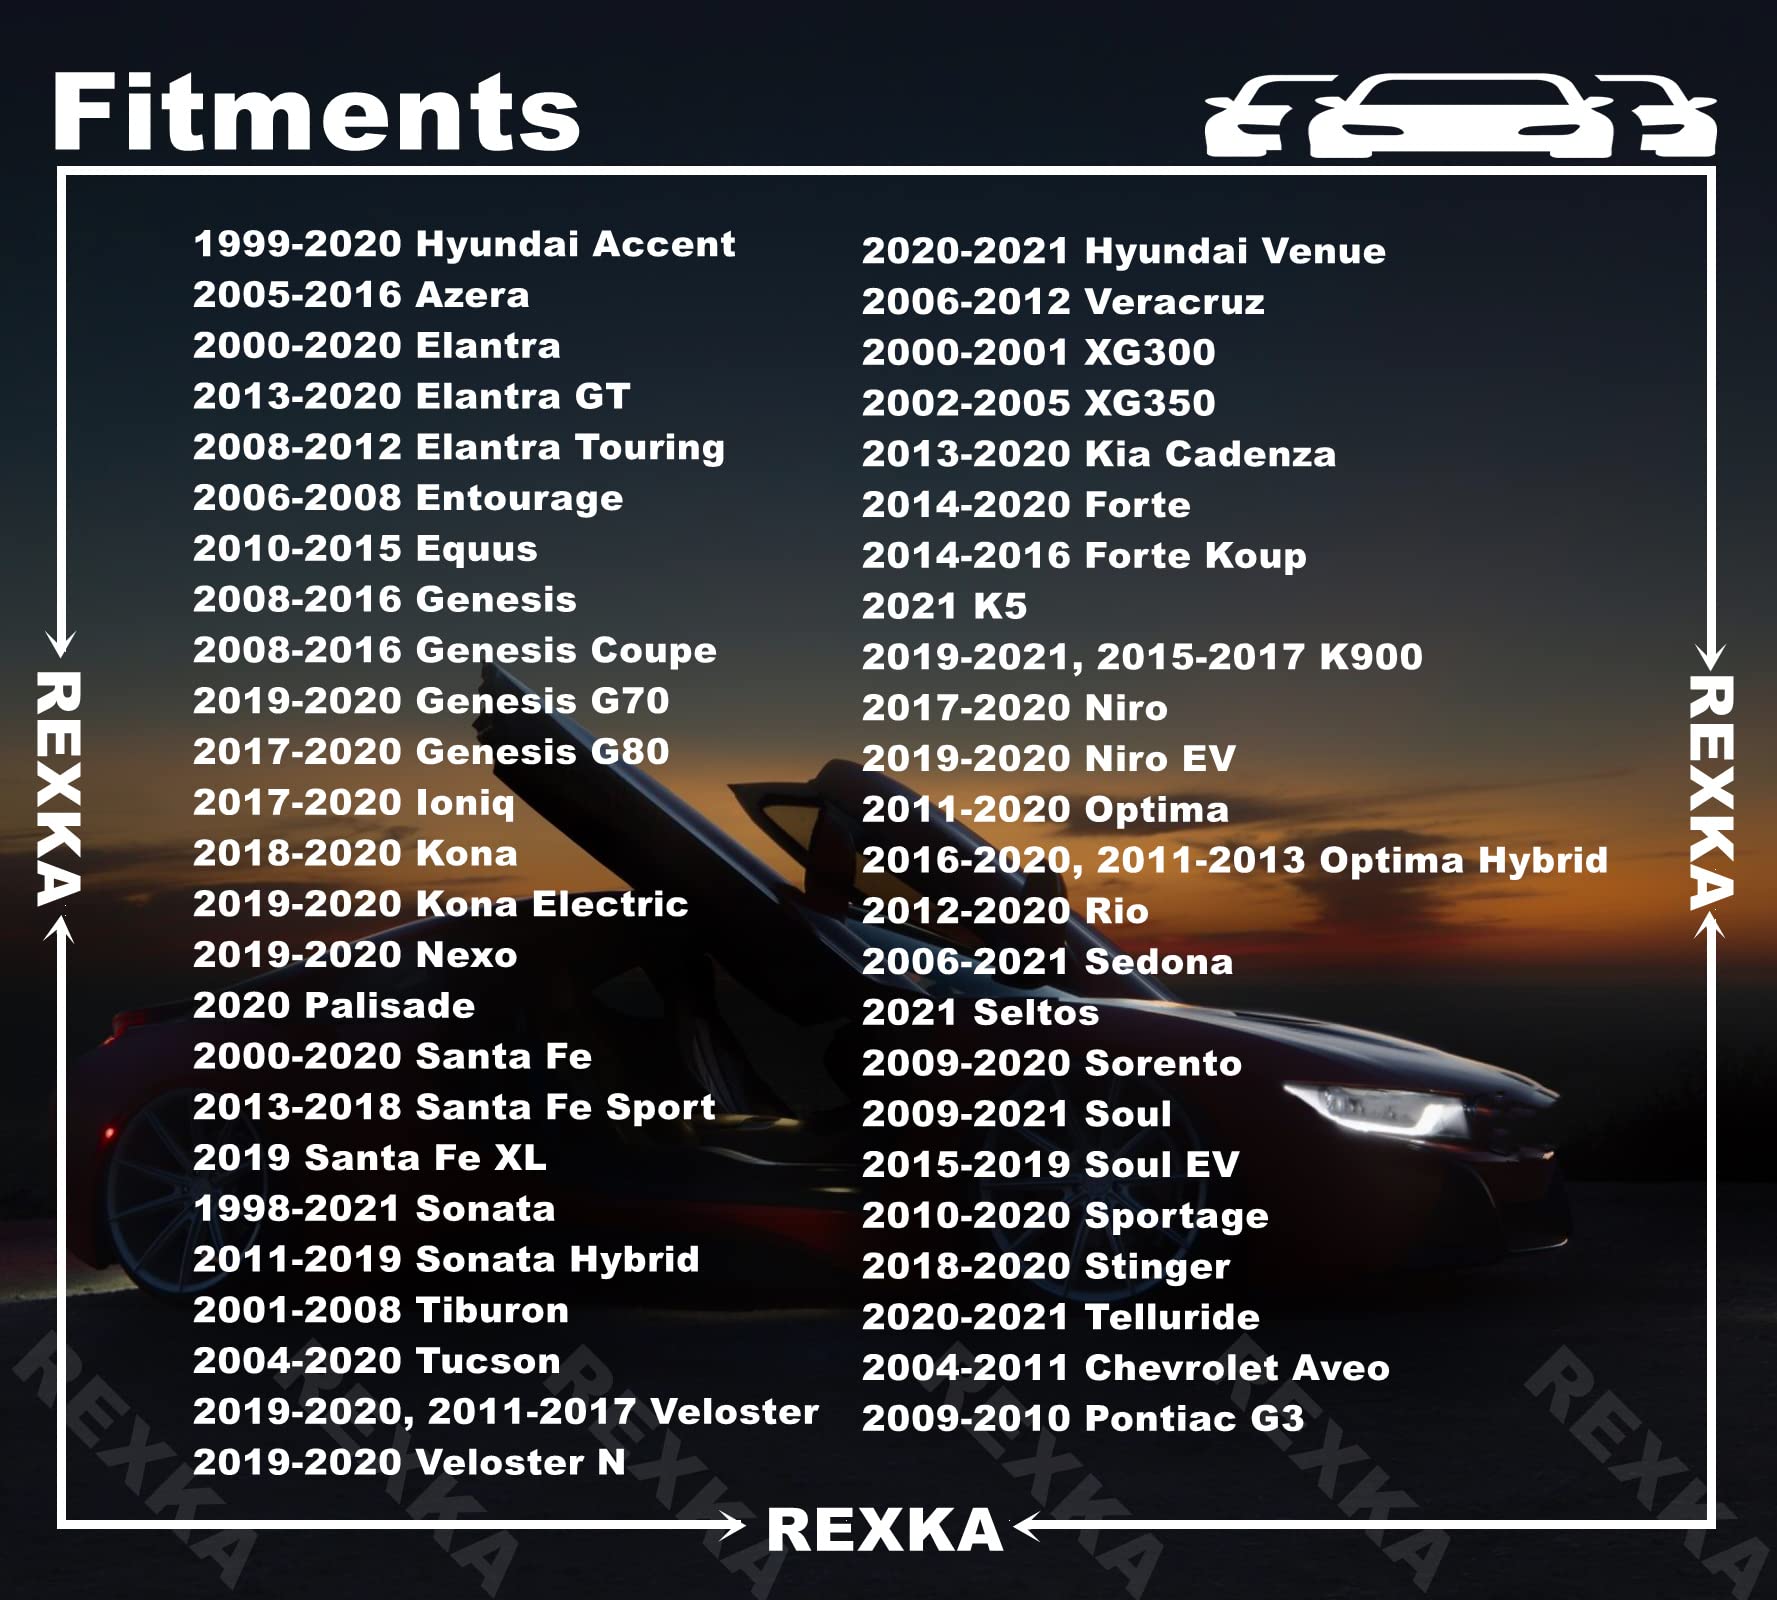 Fitments
1999-2020 Hyundai Accent
2005-2016 Azera
2000-2020 Elantra
2013-2020 Elantra GT
2008-2012 Elantra Touring
2006-2008 Entourage
2010-2015 Equus
2008-2016 Genesis
2008-2016 Genesis Coupe
2019-2020 Genesis G70
2017-2020 Genesis G80
2017-2020 Ioniq
2018-2020 Kona
2019-2020 Kona Electric
2019-2020 Nexo
2020 Palisade
2000-2020 Santa Fe
2013-2018 Santa Fe Sport
2019 Santa Fe XL
1998-2021 Sonata
2011-2019 Sonata Hybrid
2001-2008 Tiburon
2004-2020 Tucson
2019-2020, 2011-2017 Veloster
2019-2020 Veloster N
2020-2021 Hyundai Venue
2006-2012 Veracruz
2000-2001 XG300
2002-2005 XG350
2013-2020 Kia Cadenza
2014-2020 Forte
2014-2016 Forte Koup
2021 K5
2019-2021, 2015-2017 K900
2017-2020 Niro
2019-2020 Niro EV
2011-2020 Optima
2016-2020, 2011-2013 Optima Hybrid
2012-2020 Rio
2006-2021 Sedona
2021 Seltos
2009-2020 Sorento
2009-2021 Soul
2015-2019 Soul EV
2010-2020 Sportage
2018-2020 Stinger
2020-2021 Telluride
2004-2011 Chevrolet Aveo
2009-2010 Pontiac G3
REXKA
REXKA
REXKA
REXKA
REXKA
REXKA
REXKA
REXKA
REXKA